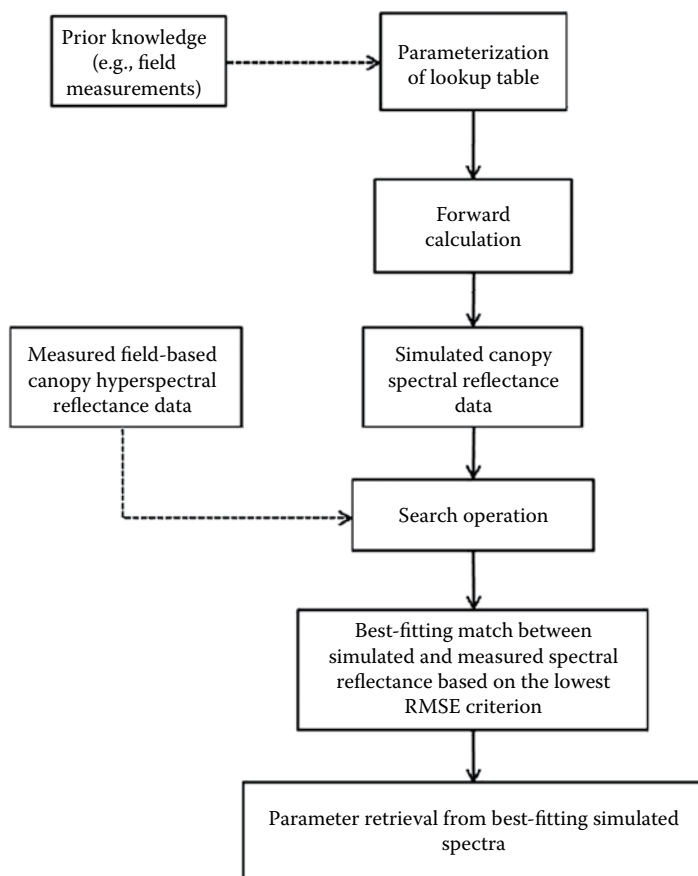 Prior knowledge
(e.g., field
measurements)
Parameterization
of lookup table
Forward
calculation
Measured field-based
canopy hyperspectral
reflectance data
Simulated canopy
spectral reflectance
data
Search operation
Best-fitting match between
simulated and measured spectral
reflectance based on the lowest
RMSE criterion
Parameter retrieval from best-fitting simulated
spectra